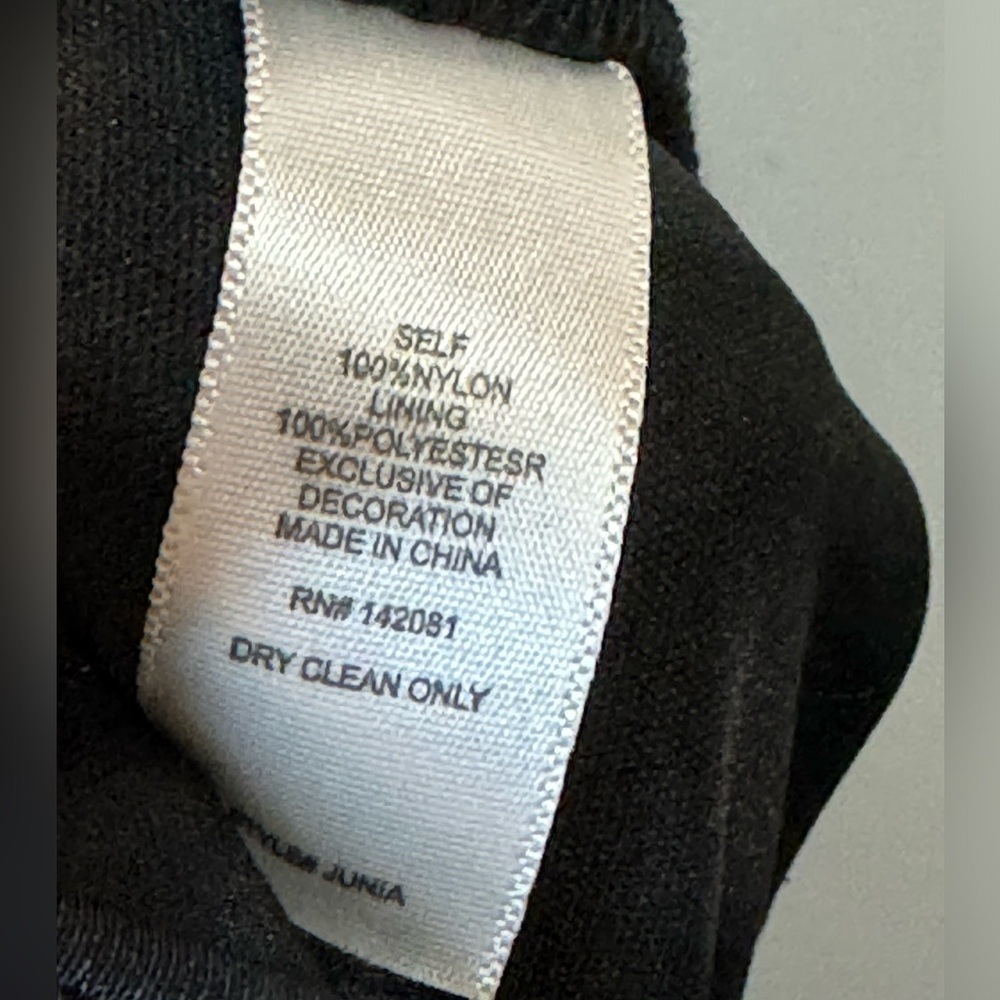 SELF
100%NYLON
LINING
100%POLYESTESR
EXCLUSIVE OF
DECORATION
MADE IN CHINA
RN# 142081
DRY CLEAN ONLY
JUNIA